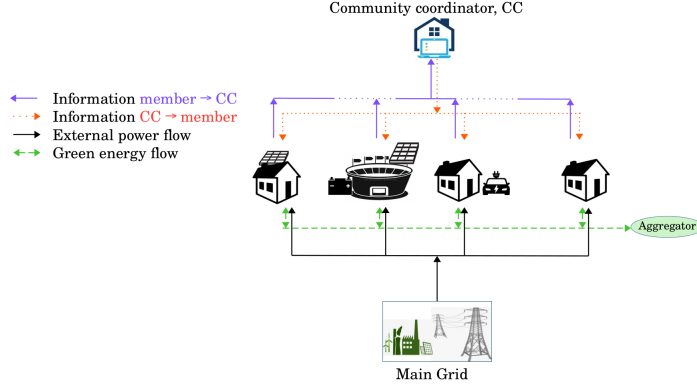 Community coordinator, CC
Information member → CC
Information CC → member
External power flow
Green energy flow
Aggregator
Main Grid